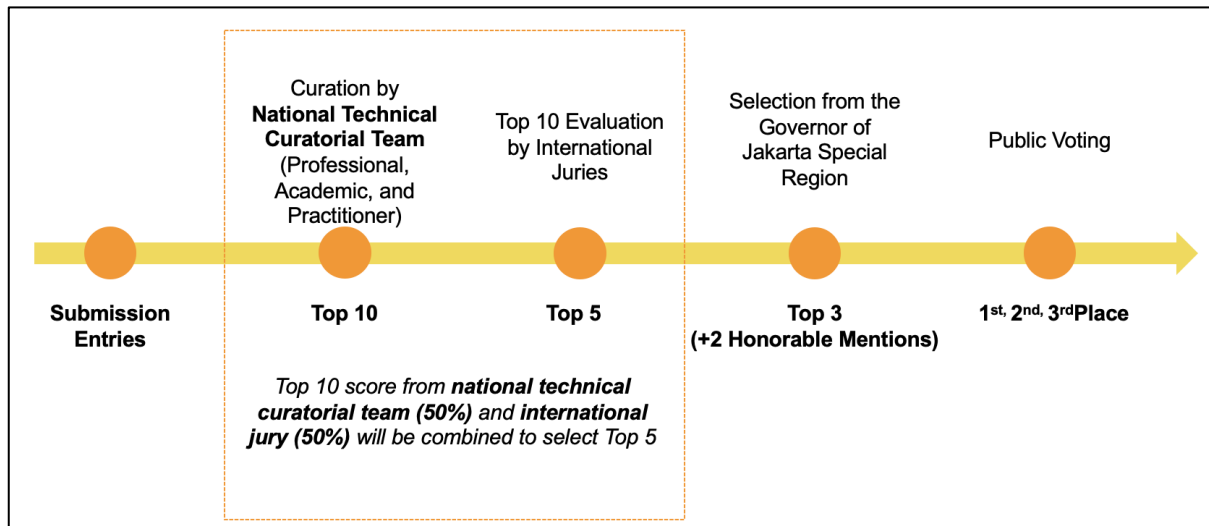 Curation by
National Technical
Curatorial Team
(Professional,
Academic, and
Practitioner)
Top 10 Evaluation
by International
Juries
Selection from the
Governor of
Jakarta Special
Region
Public Voting
Submission
Entries
Top 10
Top 5
Top 3
(+2 Honorable Mentions)
1st, 2nd, 3rdPlace
Top 10 score from national technical
curatorial team (50%) and international
jury (50%) will be combined to select Top 5